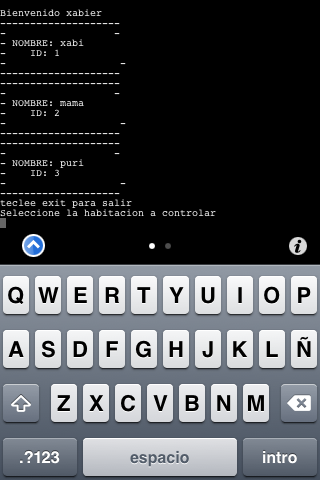 Bienvenido xabier
--------------------
-                  -
- NOMBRE: xabi
-    ID: 1
-                   -
--------------------
--------------------
-                  -
- NOMBRE: mama
-    ID: 2
-                   -
--------------------
--------------------
-                  -
- NOMBRE: puri
-    ID: 3
-                   -
--------------------
teclee exit para salir
Seleccione la habitacion a controlar
i
Q W E R T Y U I O P
A S D F G H J K L Ñ
Z X C V B N M
.?123 espacio intro